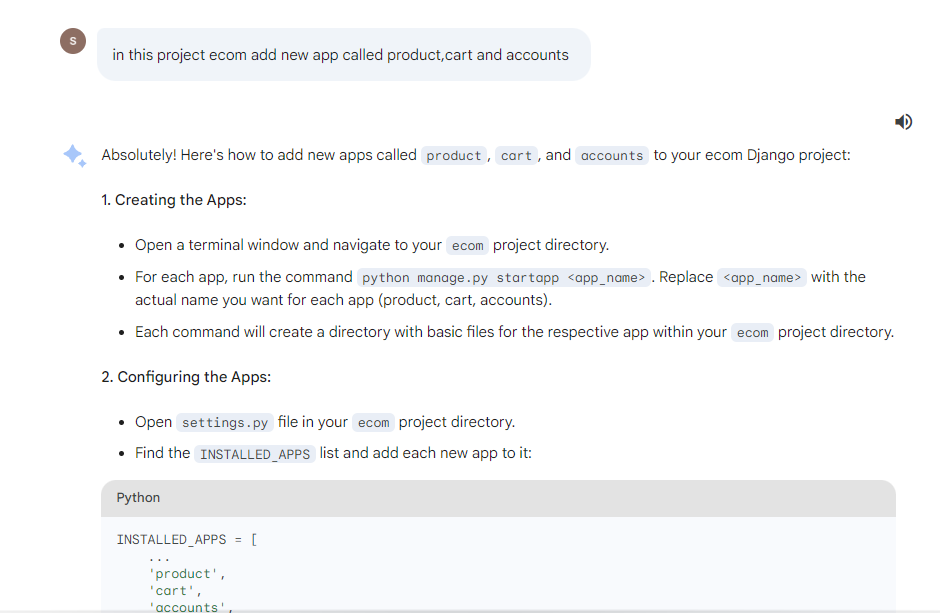 S
in this project ecom add new app called product,cart and accounts
Absolutely! Here's how to add new apps called product, cart, and accounts to your ecom Django project:
1. Creating the Apps:
• Open a terminal window and navigate to your ecom project directory.
• For each app, run the command python manage.py startapp <app_name>. Replace <app_name> with the
actual name you want for each app (product, cart, accounts).
• Each command will create a directory with basic files for the respective app within your ecom project directory.
2. Configuring the Apps:
• Open settings.py file in your ecom project directory.
• Find the INSTALLED_APPS list and add each new app to it:
Python
INSTALLED_APPS = [
...
'product',
'cart',
'accounts',